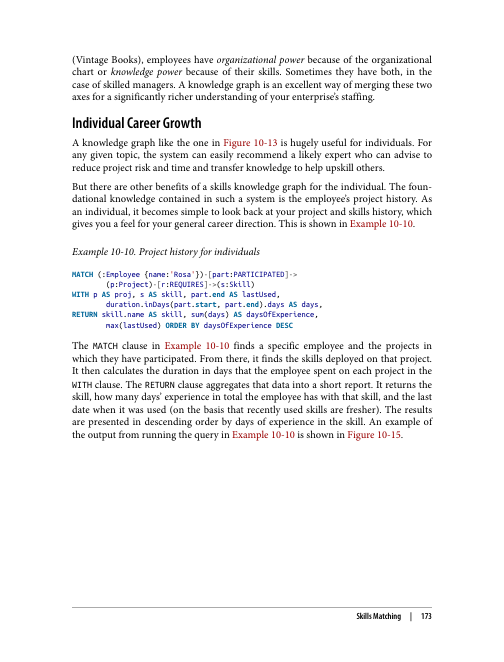 (Vintage Books), employees have organizational power because of the organizational
chart or knowledge power because of their skills. Sometimes they have both, in the
case of skilled managers. A knowledge graph is an excellent way of merging these two
axes for a significantly richer understanding of your enterprise's staffing.
Individual Career Growth
A knowledge graph like the one in Figure 10-13 is hugely useful for individuals. For
any given topic, the system can easily recommend a likely expert who can advise to
reduce project risk and time and transfer knowledge to help upskill others.
But there are other benefits of a skills knowledge graph for the individual. The foun-
dational knowledge contained in such a system is the employee's project history. As
an individual, it becomes simple to look back at your project and skills history, which
gives you a feel for your general career direction. This is shown in Example 10-10.
Example 10-10. Project history for individuals
MATCH (:Employee {name:'Rosa'})-[part:PARTICIPATED]->
(p:Project)-[r:REQUIRES]->(s:Skill)
WITH p AS proj, s AS skill, part.end AS lastUsed,
duration.inDays(part.start, part.end).days AS days,
RETURN skill.name AS skill, sum(days) AS daysOfExperience,
max(lastUsed) ORDER BY daysOfExperience DESC
The MATCH clause in Example 10-10 finds a specific employee and the projects in
which they have participated. From there, it finds the skills deployed on that project.
It then calculates the duration in days that the employee spent on each project in the
WITH clause. The RETURN clause aggregates that data into a short report. It returns the
skill, how many days' experience in total the employee has with that skill, and the last
date when it was used (on the basis that recently used skills are fresher). The results
are presented in descending order by days of experience in the skill. An example of
the output from running the query in Example 10-10 is shown in Figure 10-15.
Skills Matching | 173